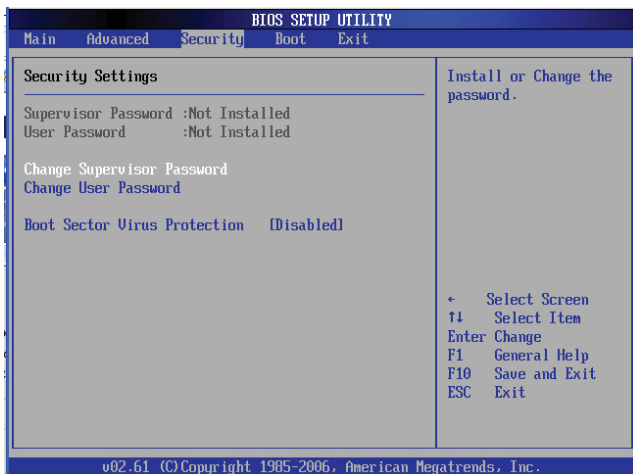 BIOS SETUP UTILITY
Main Advanced Security Boot Exit
Security Settings
Supervisor Password :Not Installed
User Password :Not Installed
Change Supervisor Password
Change User Password
Boot Sector Virus Protection [Disabled]
Install or Change the
password.
← Select Screen
↑↓ Select Item
Enter Change
F1 General Help
F10 Save and Exit
ESC Exit
v02.61 (C)Copyright 1985-2006, American Megatrends, Inc.